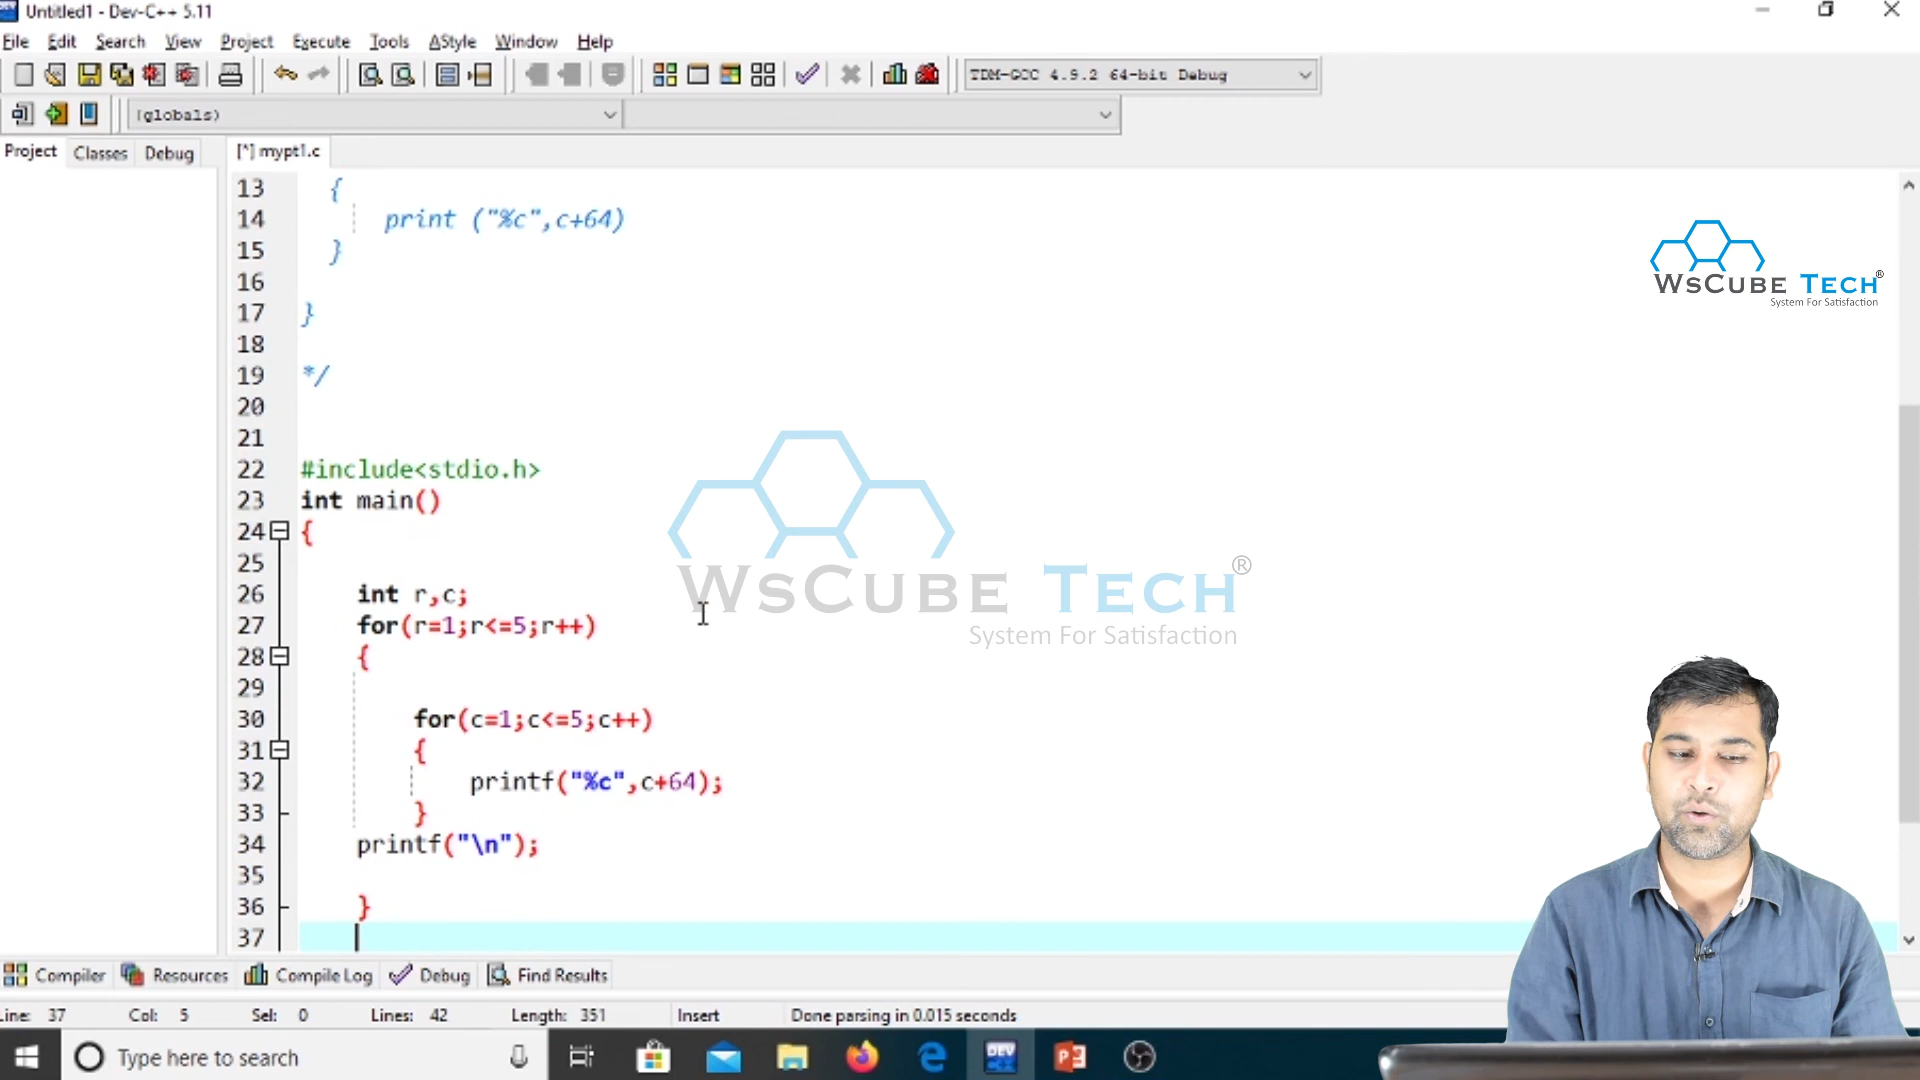 Untitled1 - Dev-C++ 5.11
File Edit Search View Project Execute Tools AStyle Window Help
TDM-GCC 4.9.2 64-bit Debug
(globals)
Project Classes Debug [*] mypt1.c
13 {
14 print ("%c",c+64)
15 }
16
17 }
18
19 */
20
21
22 #include<stdio.h>
23 int main()
24 {
25
26 int r,c;
27 for(r=1;r<=5;r++)
28 {
29
30 for(c=1;c<=5;c++)
31 {
32 printf("%c",c+64);
33 }
34 printf("\n");
35
36 }
37
WsCube Tech®
System For Satisfaction
WsCube Tech®
System For Satisfaction
Compiler Resources Compile Log Debug Find Results
Line: 37 Col: 5 Sel: 0 Lines: 42 Length: 351 Insert Done parsing in 0.015 seconds
Type here to search
DEV